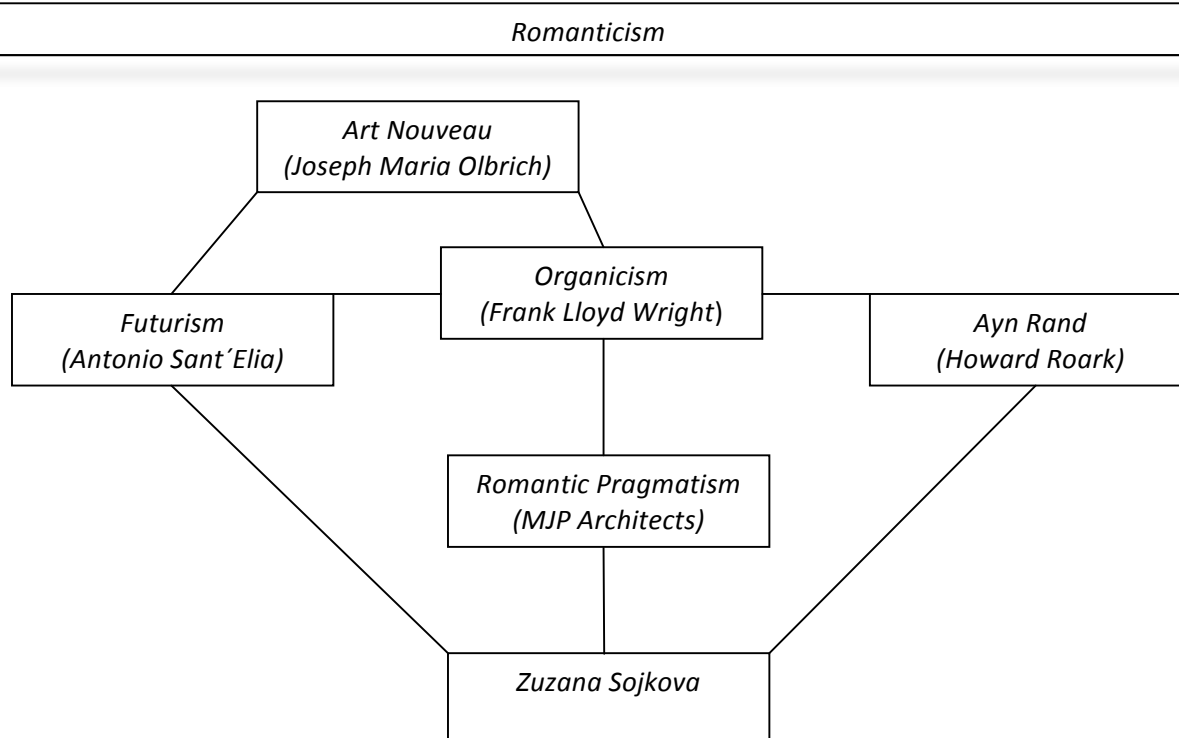 Romanticism
Art Nouveau
(Joseph Maria Olbrich)
Organicism
(Frank Lloyd Wright)
Futurism
(Antonio Sant´Elia)
Ayn Rand
(Howard Roark)
Romantic Pragmatism
(MJP Architects)
Zuzana Sojkova